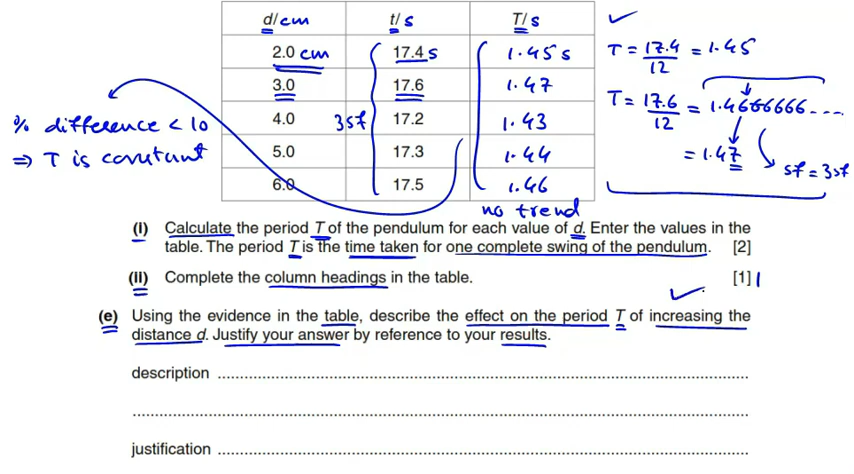 d/cm t/s T/s
2.0 cm 17.4 s 1.45 s
3.0 17.6 1.47
4.0 3sf 17.2 1.43
5.0 17.3 1.44
6.0 17.5 1.46
no trend
% difference < 10
⇒ T is constant
T = 17.4/12 = 1.45
T = 17.6/12 = 1.4666666....
= 1.47
sf = 3sf
(i) Calculate the period T of the pendulum for each value of d. Enter the values in the
table. The period T is the time taken for one complete swing of the pendulum. [2]
(ii) Complete the column headings in the table. [1] 1
(e) Using the evidence in the table, describe the effect on the period T of increasing the
distance d. Justify your answer by reference to your results.
description ..........................................................................................
..........................................................................................
justification ..........................................................................................